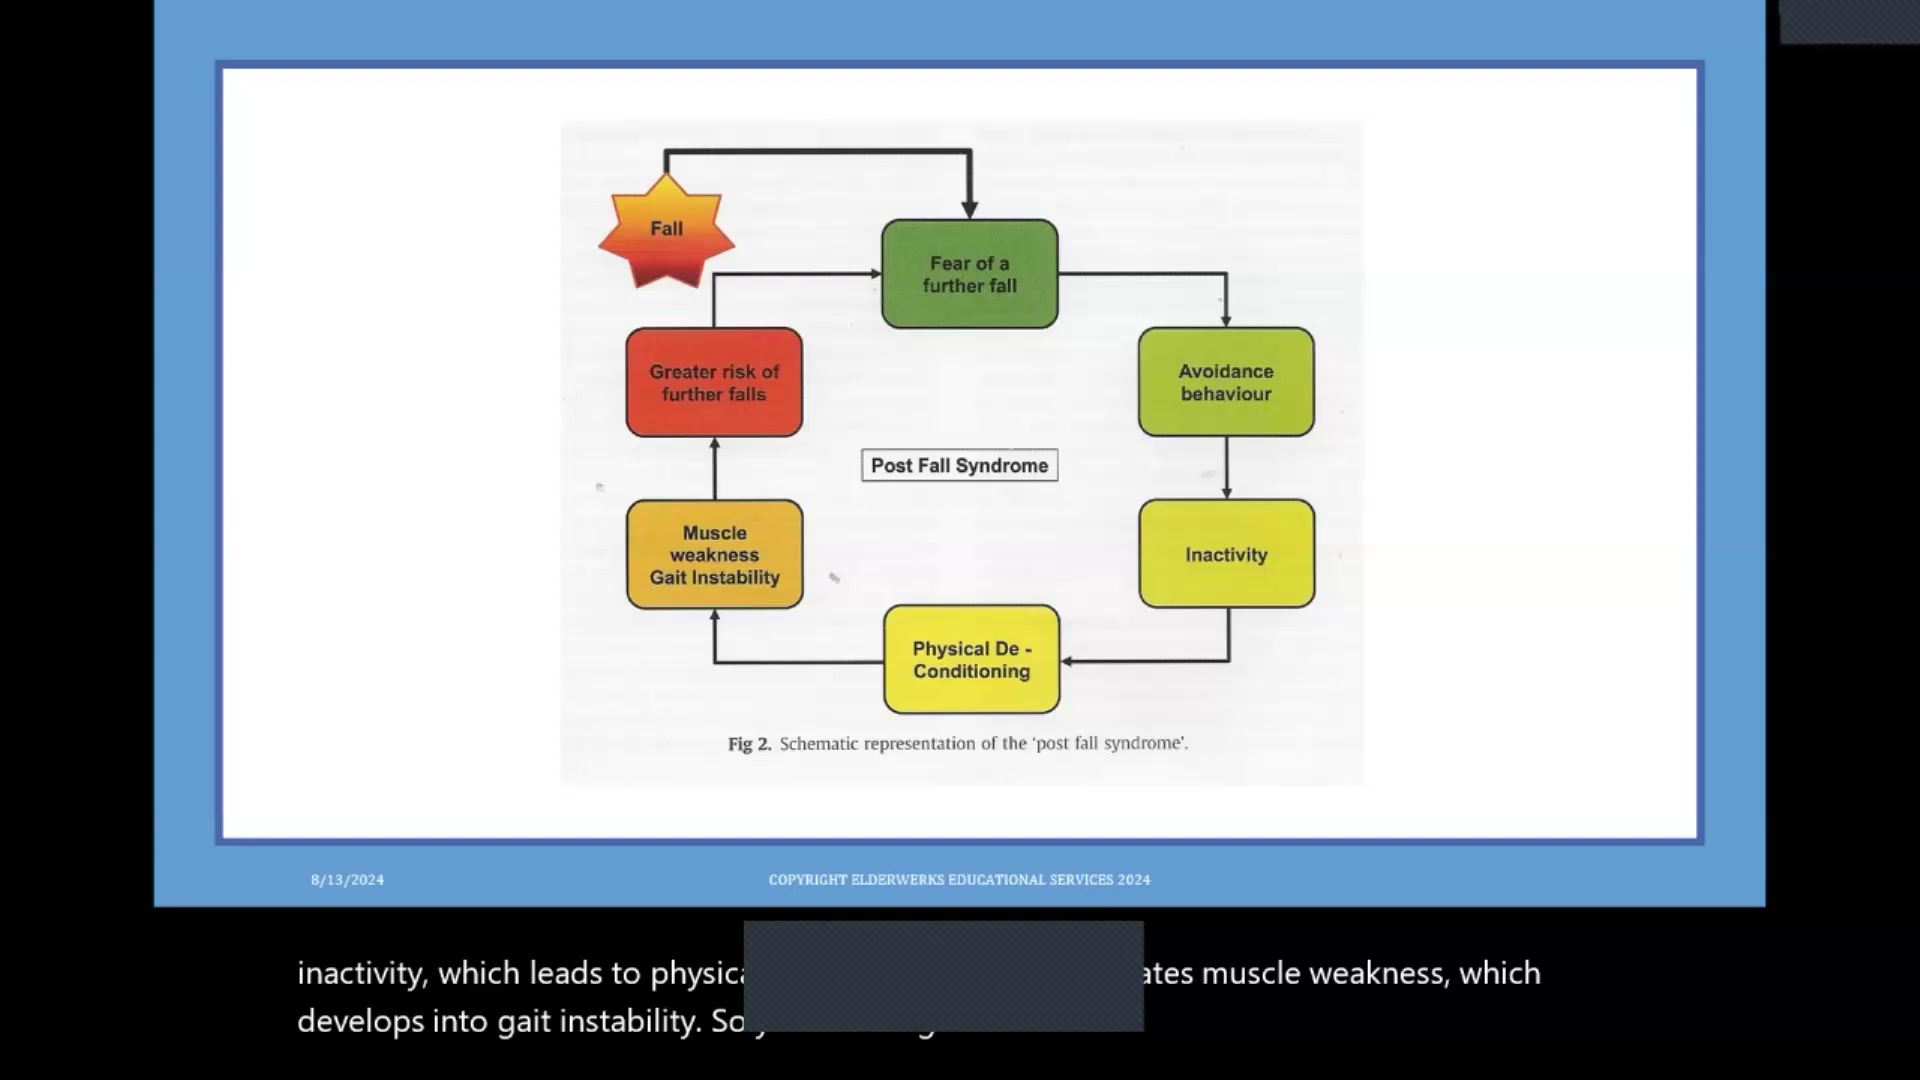 Fall
Fear of a
further fall
Greater risk of
further falls
Avoidance
behaviour
Post Fall Syndrome
Muscle
weakness
Gait Instability
Inactivity
Physical De -
Conditioning
Fig 2. Schematic representation of the ‘post fall syndrome’.
8/13/2024
COPYRIGHT ELDERWERKS EDUCATIONAL SERVICES 2024
inactivity, which leads to muscle weakness, which
develops into gait instability. So